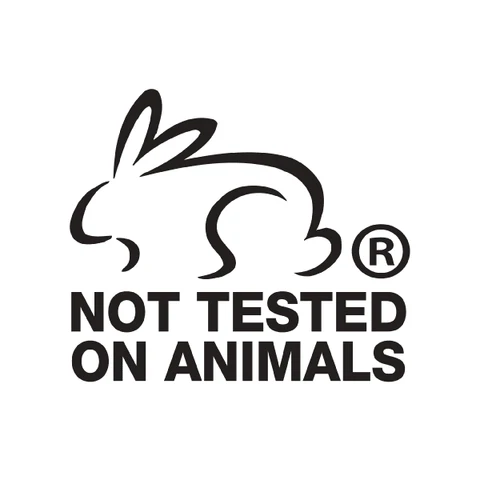 ®
NOT TESTED
ON ANIMALS